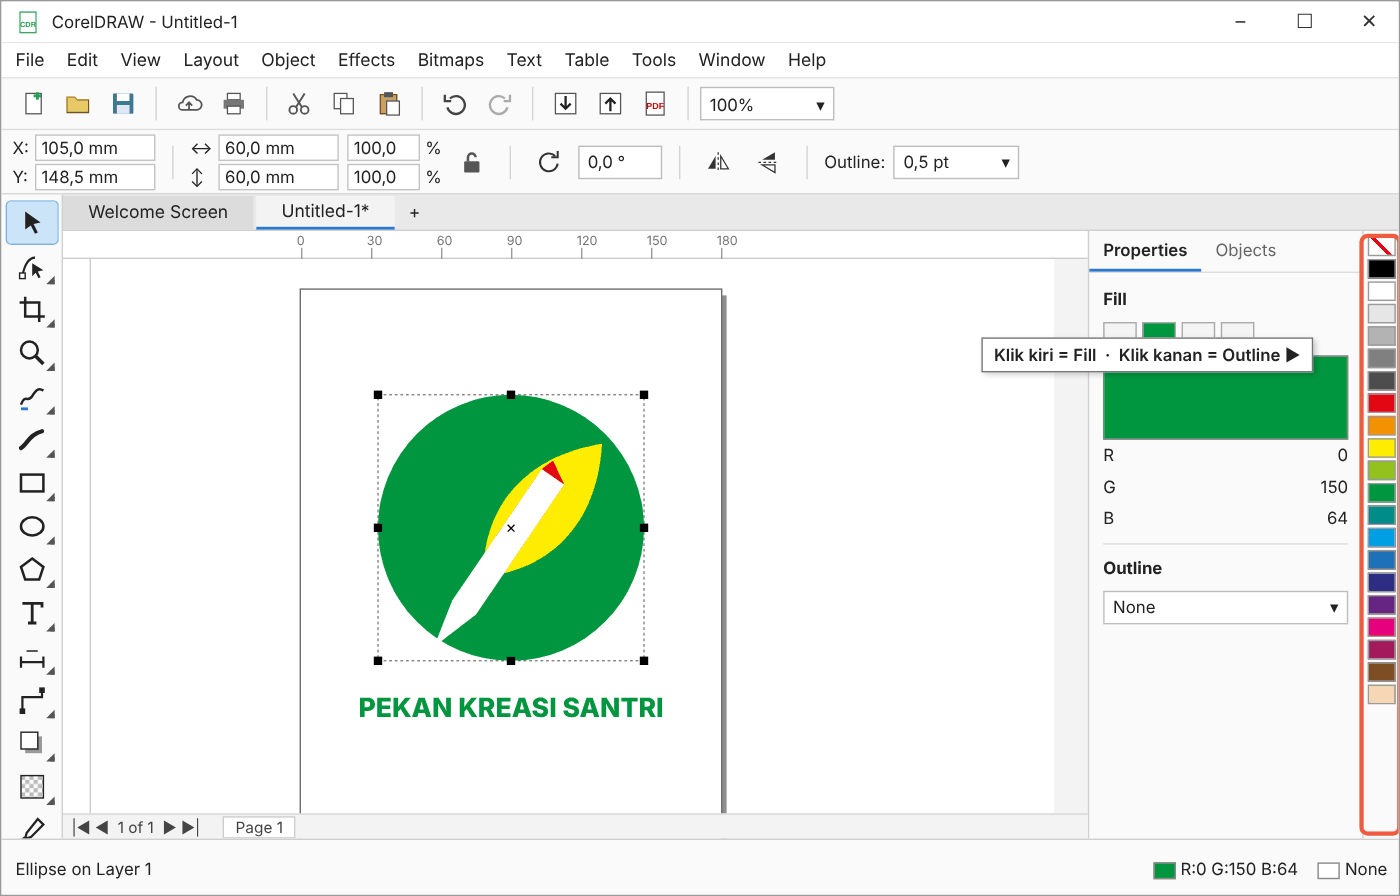 CDR CorelDRAW - Untitled-1
File Edit View Layout Object Effects Bitmaps Text Table Tools Window Help
PDF 100%
X: 105,0 mm 60,0 mm 100,0 %
Y: 148,5 mm 60,0 mm 100,0 %
0,0 ° Outline: 0,5 pt
Welcome Screen Untitled-1* +
0 30 60 90 120 150 180
Properties Objects
Fill
Klik kiri = Fill · Klik kanan = Outline ▶
R 0
G 150
B 64
Outline
None
PEKAN KREASI SANTRI
1 of 1 Page 1
Ellipse on Layer 1 R:0 G:150 B:64 None